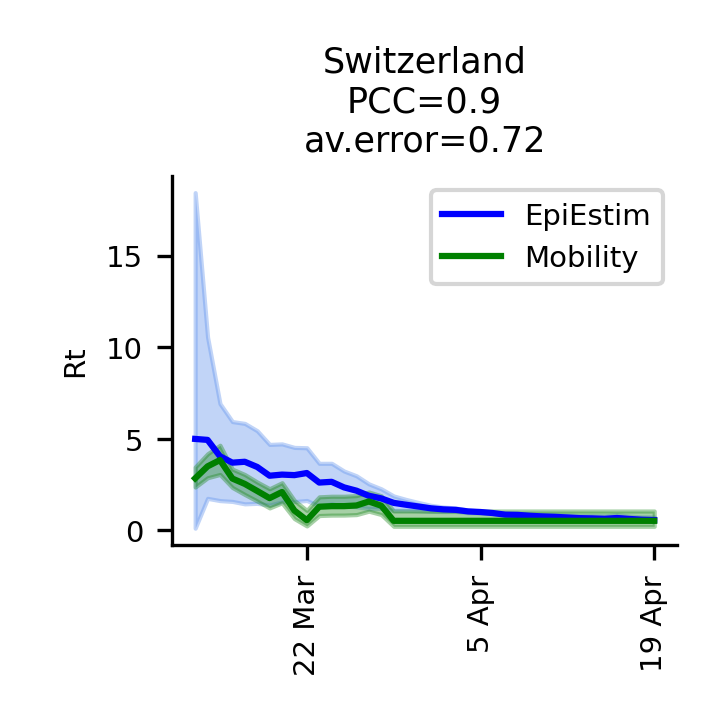 Switzerland
PCC=0.9
av.error=0.72
EpiEstim
Mobility
Rt
15
10
5
0
22 Mar
5 Apr
19 Apr